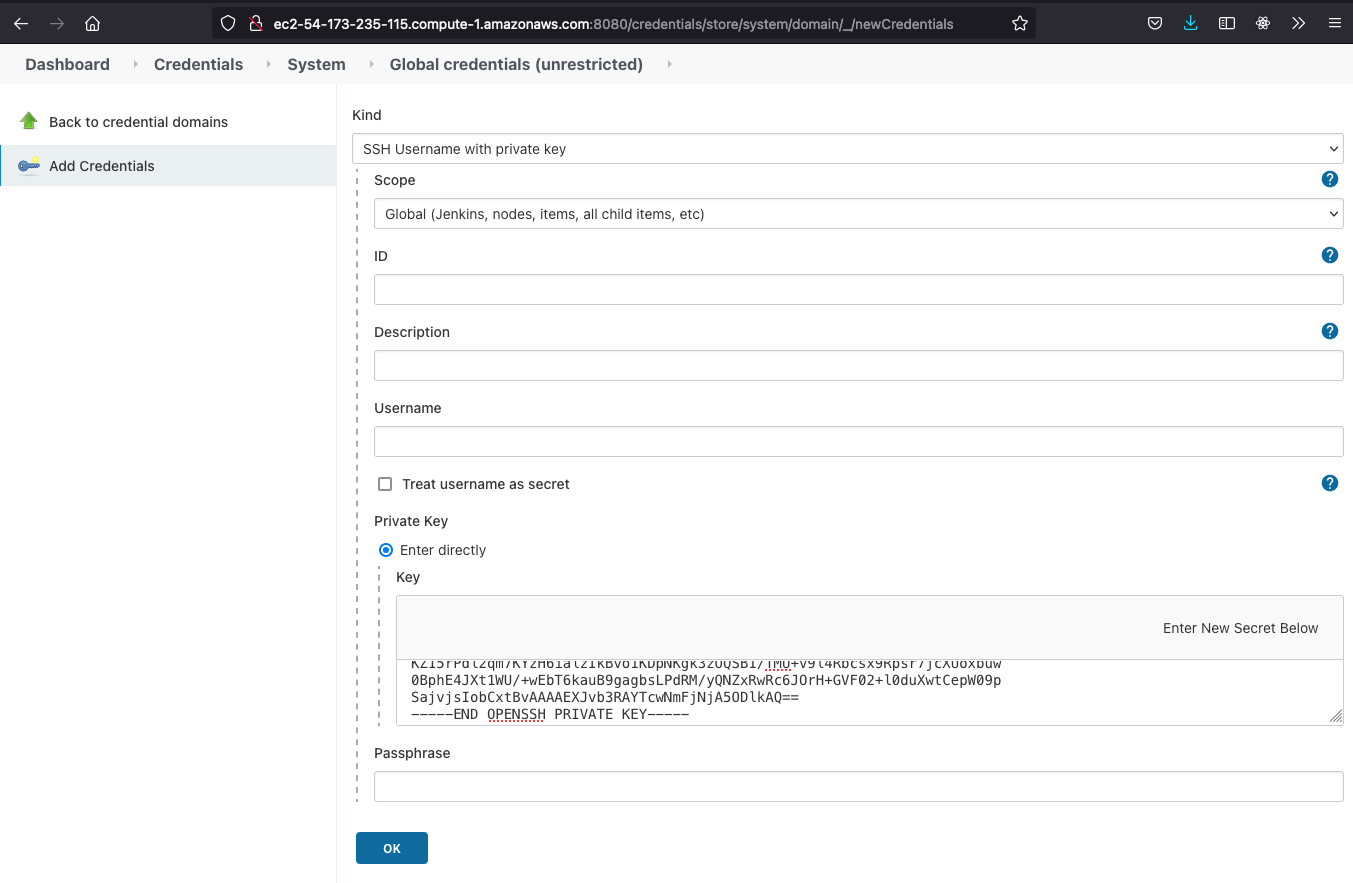 ec2-54-173-235-115.compute-1.amazonaws.com:8080/credentials/store/system/domain/_/newCredentials
Dashboard Credentials System Global credentials (unrestricted)
Back to credential domains
Add Credentials
Kind
SSH Username with private key
Scope
Global (Jenkins, nodes, items, all child items, etc)
ID
Description
Username
Treat username as secret
Private Key
Enter directly
Key
Enter New Secret Below
0BphE4JXt1WU/+wEbT6kauB9gagbsLPdRM/yQNZxRwRc6JOrH+GVF02+l0duXwtCepW09p
SajvjsIobCxtBvAAAAEXJvb3RAYTcwNmFjNjA5ODlkAQ==
-----END OPENSSH PRIVATE KEY-----
Passphrase
OK